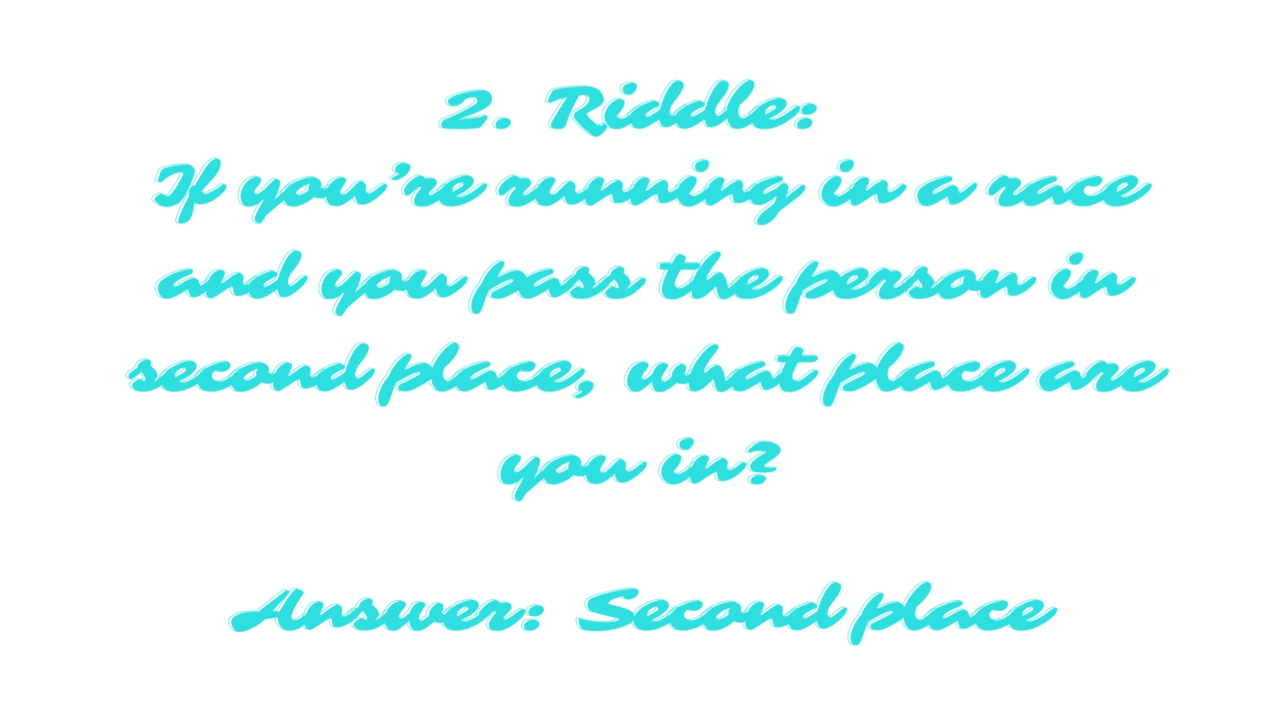 2. Riddle:
If you’re running in a race
and you pass the person in
second place, what place are
you in?
Answer: Second place